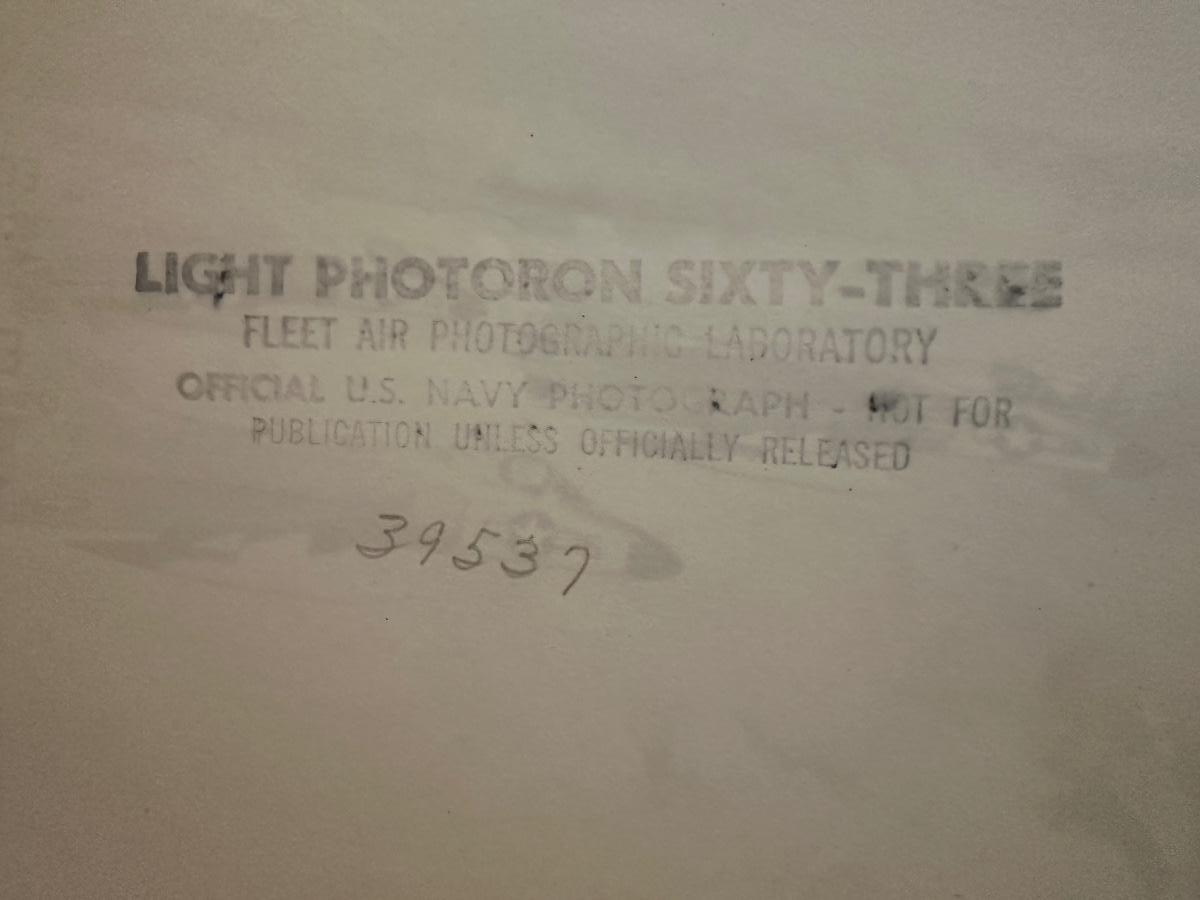 LIGHT PHOTORON SIXTY-THREE
FLEET AIR PHOTOGRAPHIC LABORATORY
OFFICIAL U.S. NAVY PHOTOGRAPH - NOT FOR
PUBLICATION UNLESS OFFICIALLY RELEASED
39537